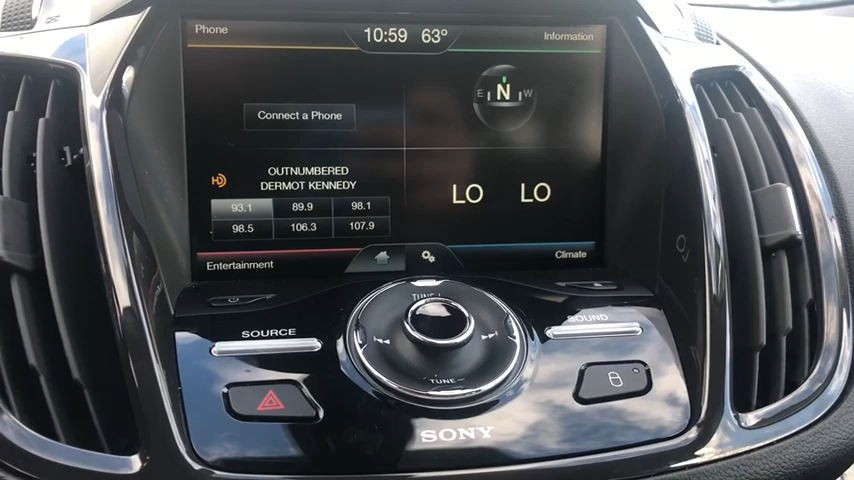 Phone
10:59 63°
Information
E N W
Connect a Phone
HD
OUTNUMBERED
DERMOT KENNEDY
LO LO
93.1 89.9 98.1
98.5 106.3 107.9
Entertainment
Climate
TUNE+
SOURCE
SOUND
TUNE−
SONY